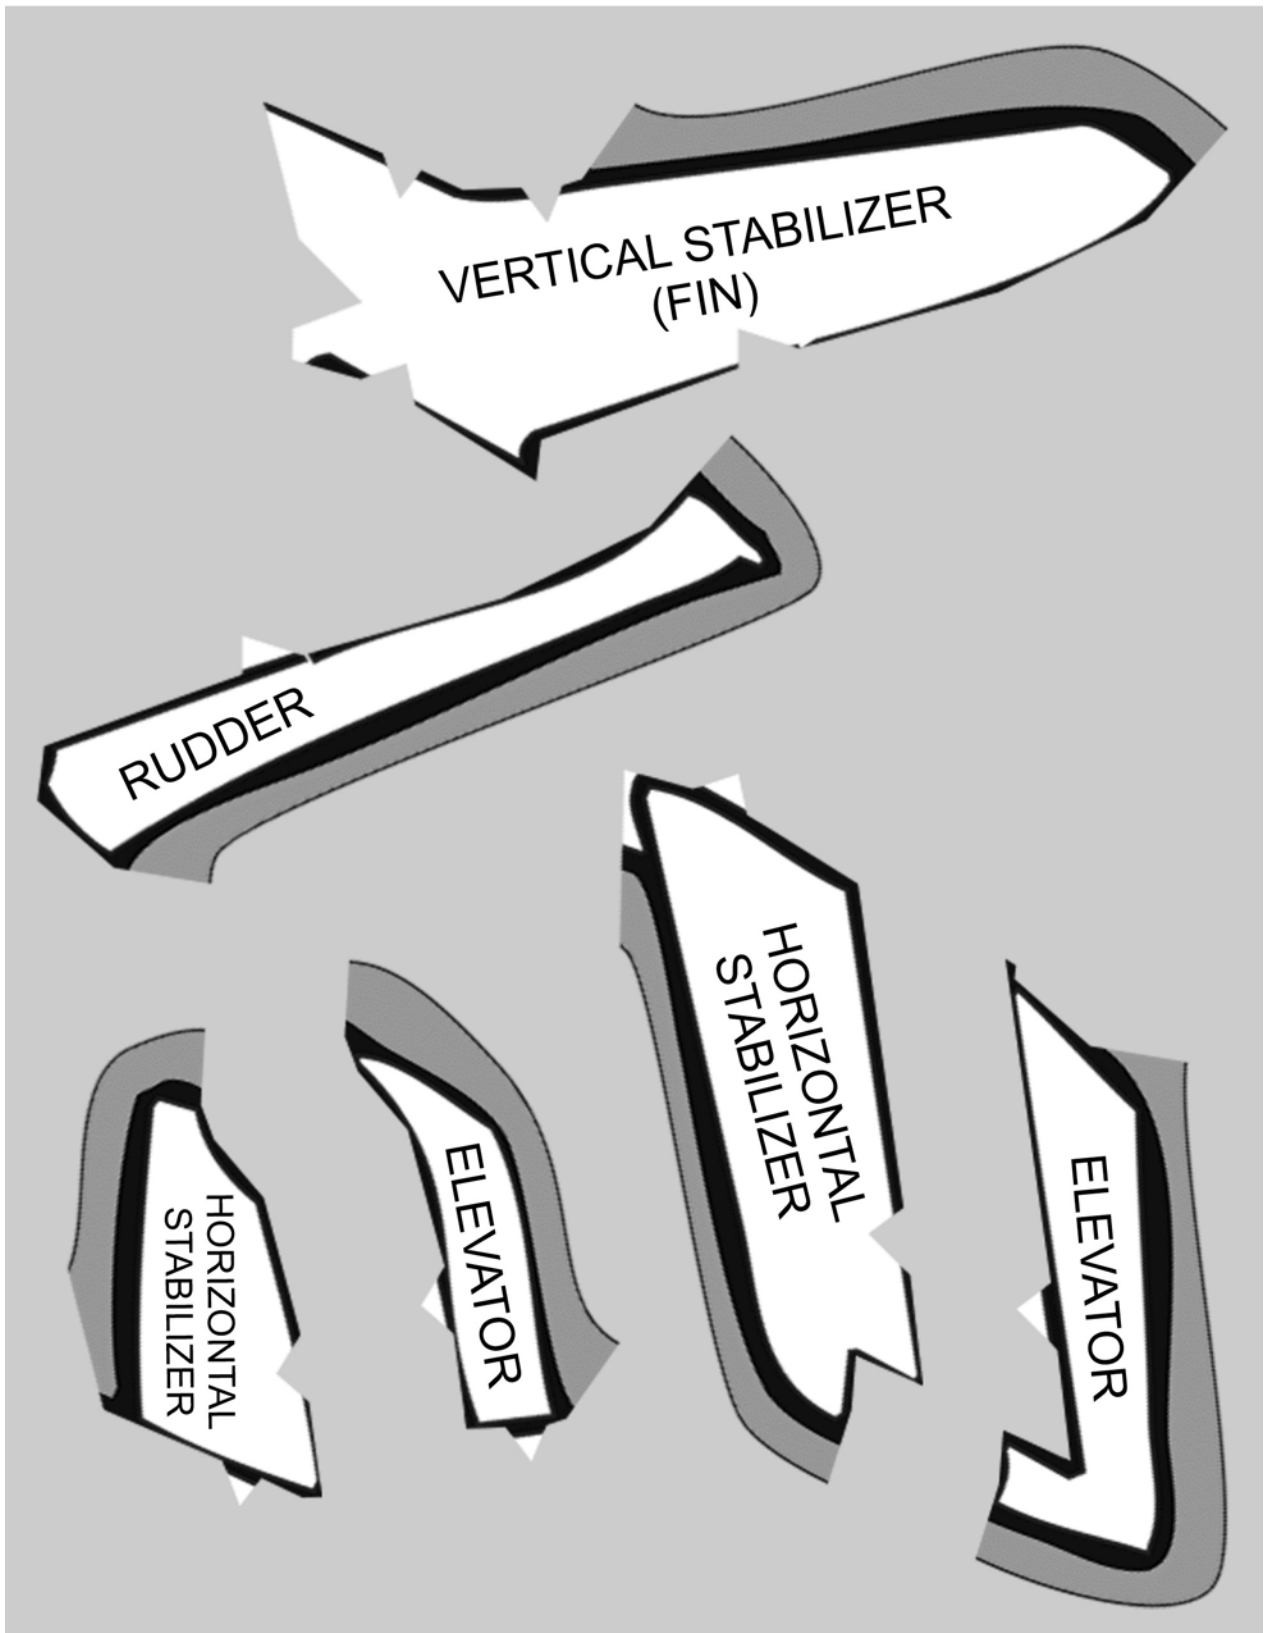 VERTICAL STABILIZER
(FIN)
RUDDER
HORIZONTAL
STABILIZER
ELEVATOR
HORIZONTAL
STABILIZER
ELEVATOR